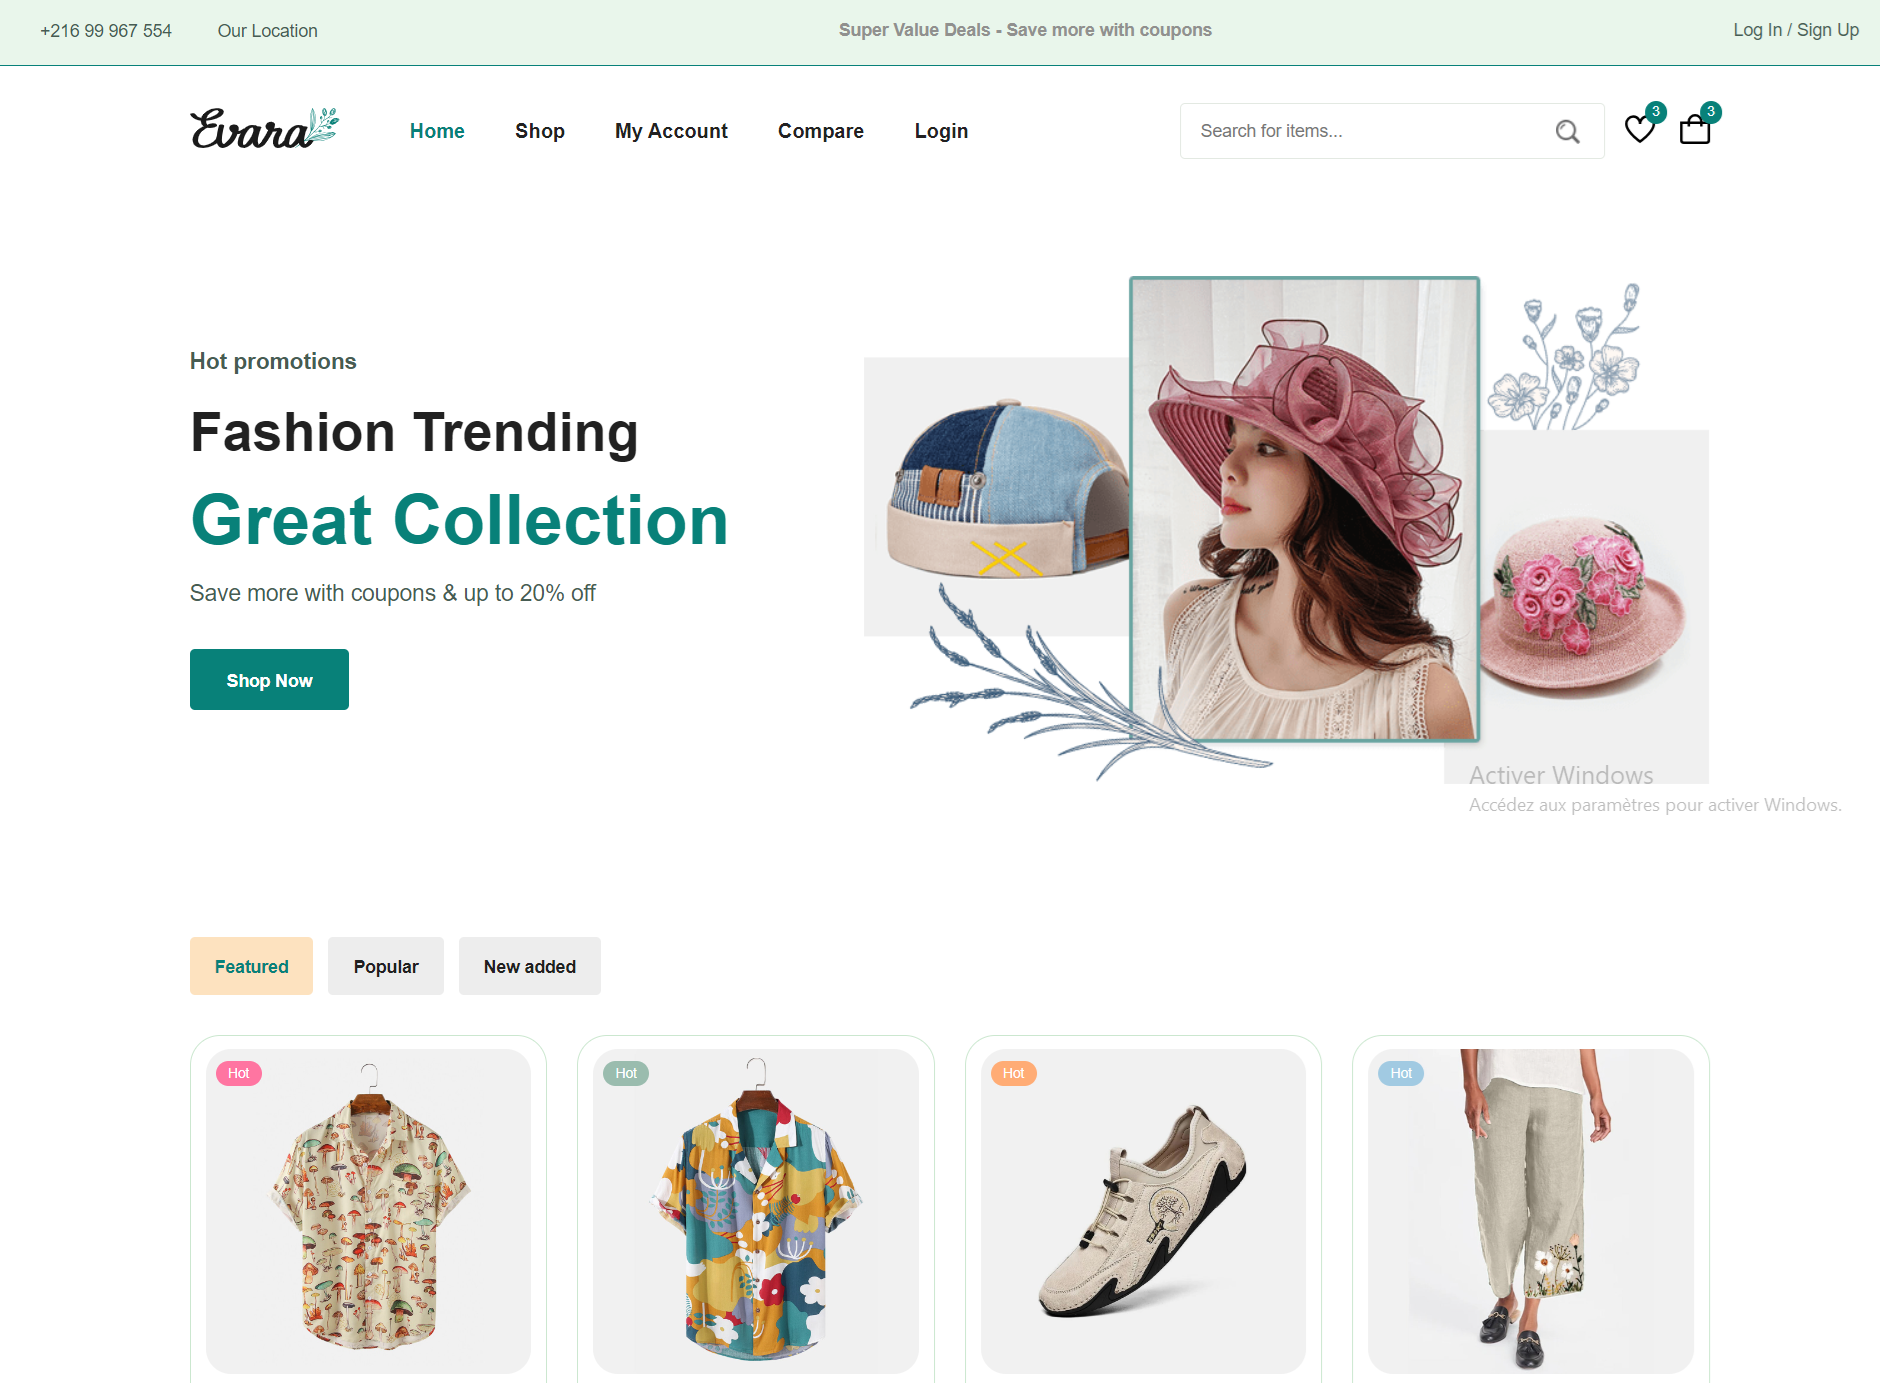 +216 99 967 554
Our Location
Super Value Deals - Save more with coupons
Log In / Sign Up
Evara
Home
Shop
My Account
Compare
Login
Search for items...
3
3
Hot promotions
Fashion Trending
Great Collection
Save more with coupons & up to 20% off
Shop Now
Activer Windows
Accédez aux paramètres pour activer Windows.
Featured
Popular
New added
Hot
Hot
Hot
Hot